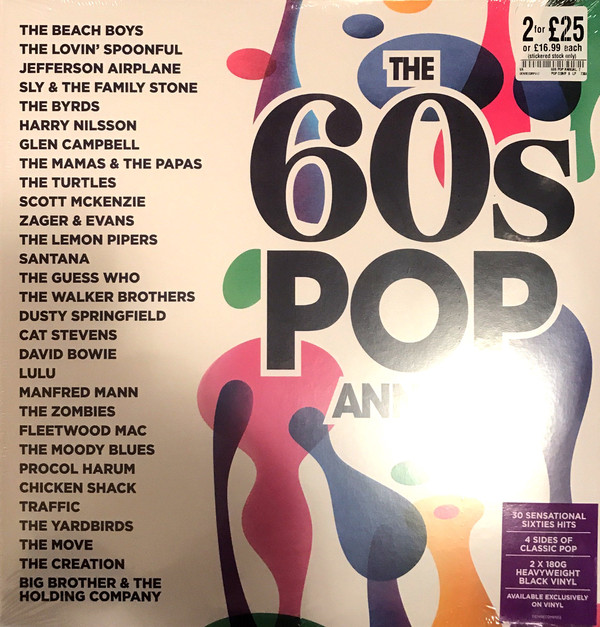 THE BEACH BOYS
THE LOVIN' SPOONFUL
JEFFERSON AIRPLANE
SLY & THE FAMILY STONE
THE BYRDS
HARRY NILSSON
GLEN CAMPBELL
THE MAMAS & THE PAPAS
THE TURTLES
SCOTT MCKENZIE
ZAGER & EVANS
THE LEMON PIPERS
SANTANA
THE GUESS WHO
THE WALKER BROTHERS
DUSTY SPRINGFIELD
CAT STEVENS
DAVID BOWIE
LULU
MANFRED MANN
THE ZOMBIES
FLEETWOOD MAC
THE MOODY BLUES
PROCOL HARUM
CHICKEN SHACK
TRAFFIC
THE YARDBIRDS
THE MOVE
THE CREATION
BIG BROTHER & THE
HOLDING COMPANY
2 for £25
or £16.99 each
(stickered stock only)
THE
60s
POP
30 SENSATIONAL
SIXTIES HITS
4 SIDES OF
CLASSIC POP
2 X 180G
HEAVYWEIGHT
BLACK VINYL
AVAILABLE EXCLUSIVELY
ON VINYL